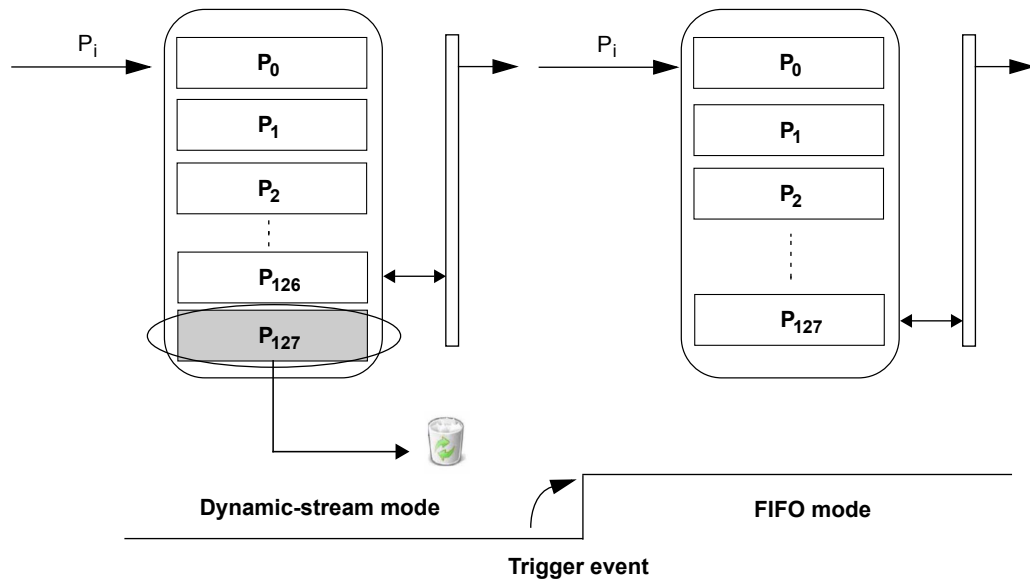 Pi
P0
P1
P2
P126
P127
Dynamic-stream mode
Pi
P0
P1
P2
P127
FIFO mode
Trigger event